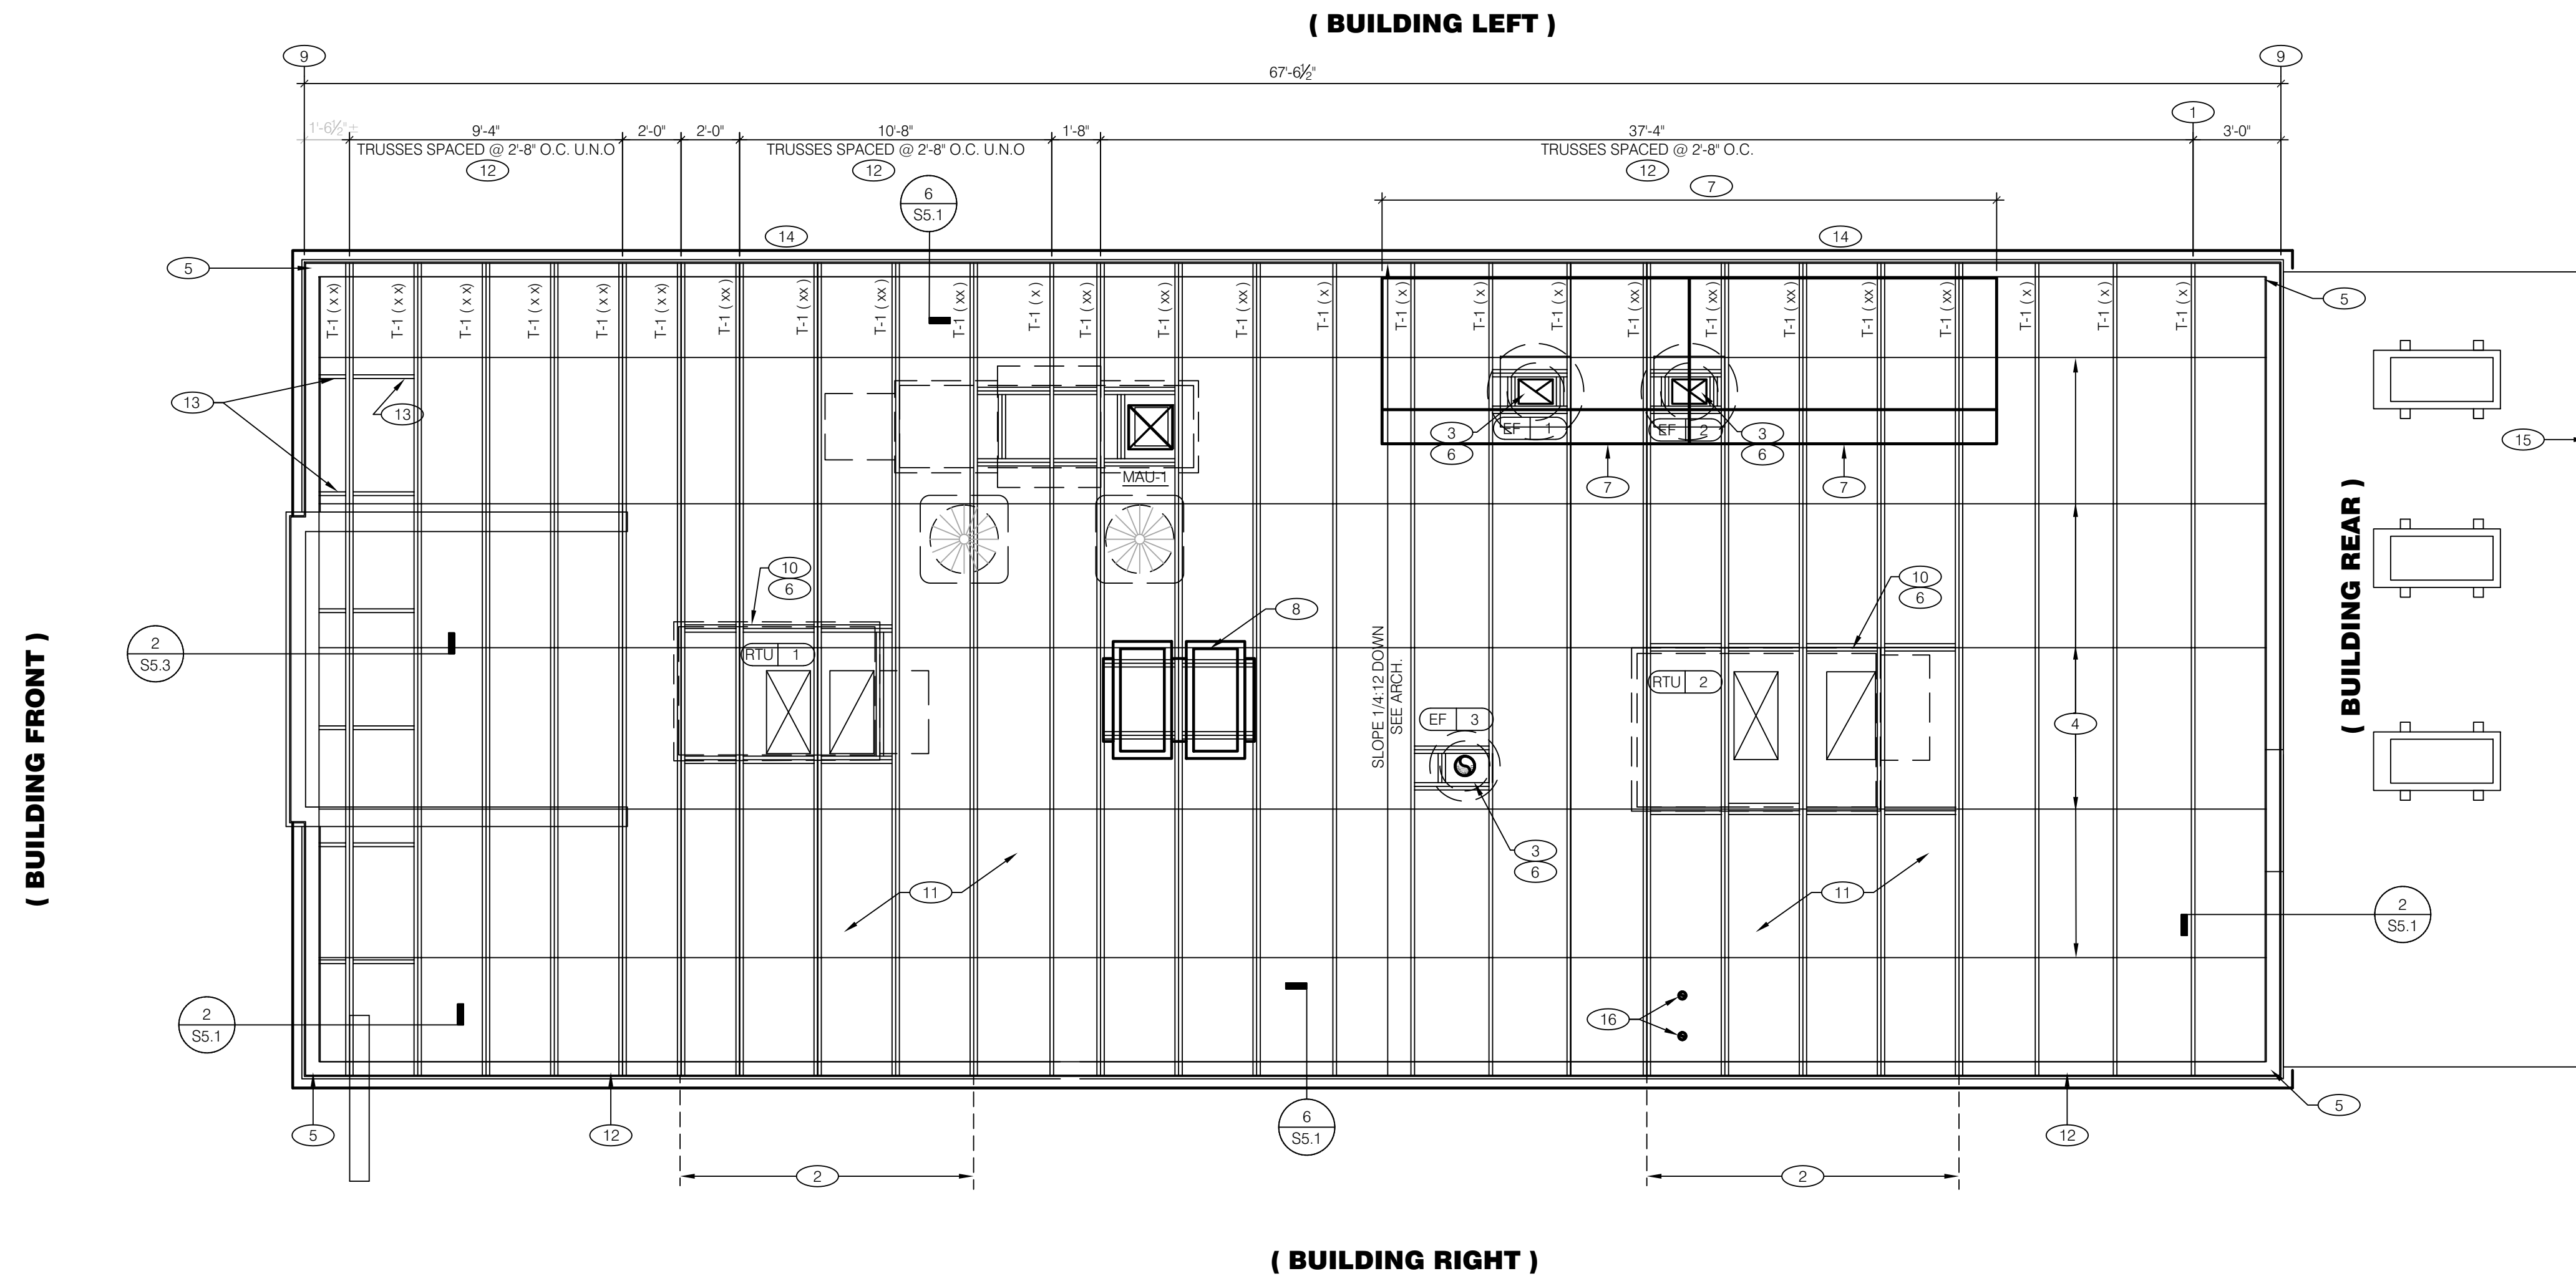 ( BUILDING LEFT )
9
9
67'-6½"
1
1'-6½" ±
9'-4"
2'-0"
2'-0"
10'-8"
1'-8"
37'-4"
3'-0"
TRUSSES SPACED @ 2'-8" O.C. U.N.O
TRUSSES SPACED @ 2'-8" O.C. U.N.O
TRUSSES SPACED @ 2'-8" O.C.
12
12
12
7
6
S5.1
14
14
5
5
T-1 ( x x)
T-1 ( x x)
T-1 ( x x)
T-1 ( x x)
T-1 ( x x)
T-1 ( x x)
T-1 ( xx )
T-1 ( xx )
T-1 ( xx )
T-1 ( xx )
T-1 ( x )
T-1 ( xx )
T-1 ( xx )
T-1 ( xx )
T-1 ( x )
T-1 ( x )
T-1 ( x )
T-1 ( x )
T-1 ( xx)
T-1 ( xx)
T-1 ( xx)
T-1 ( xx)
T-1 ( xx)
T-1 ( x )
T-1 ( x )
T-1 ( x )
13
13
EF 1
EF 2
3
6
3
6
15
MAU-1
7
7
10
6
10
6
8
( BUILDING FRONT )
( BUILDING REAR )
2
S5.3
RTU 1
RTU 2
SLOPE 1/4:12 DOWN
SEE ARCH.
EF 3
4
3
6
11
11
2
S5.1
2
S5.1
16
5
12
6
S5.1
12
5
2
2
( BUILDING RIGHT )